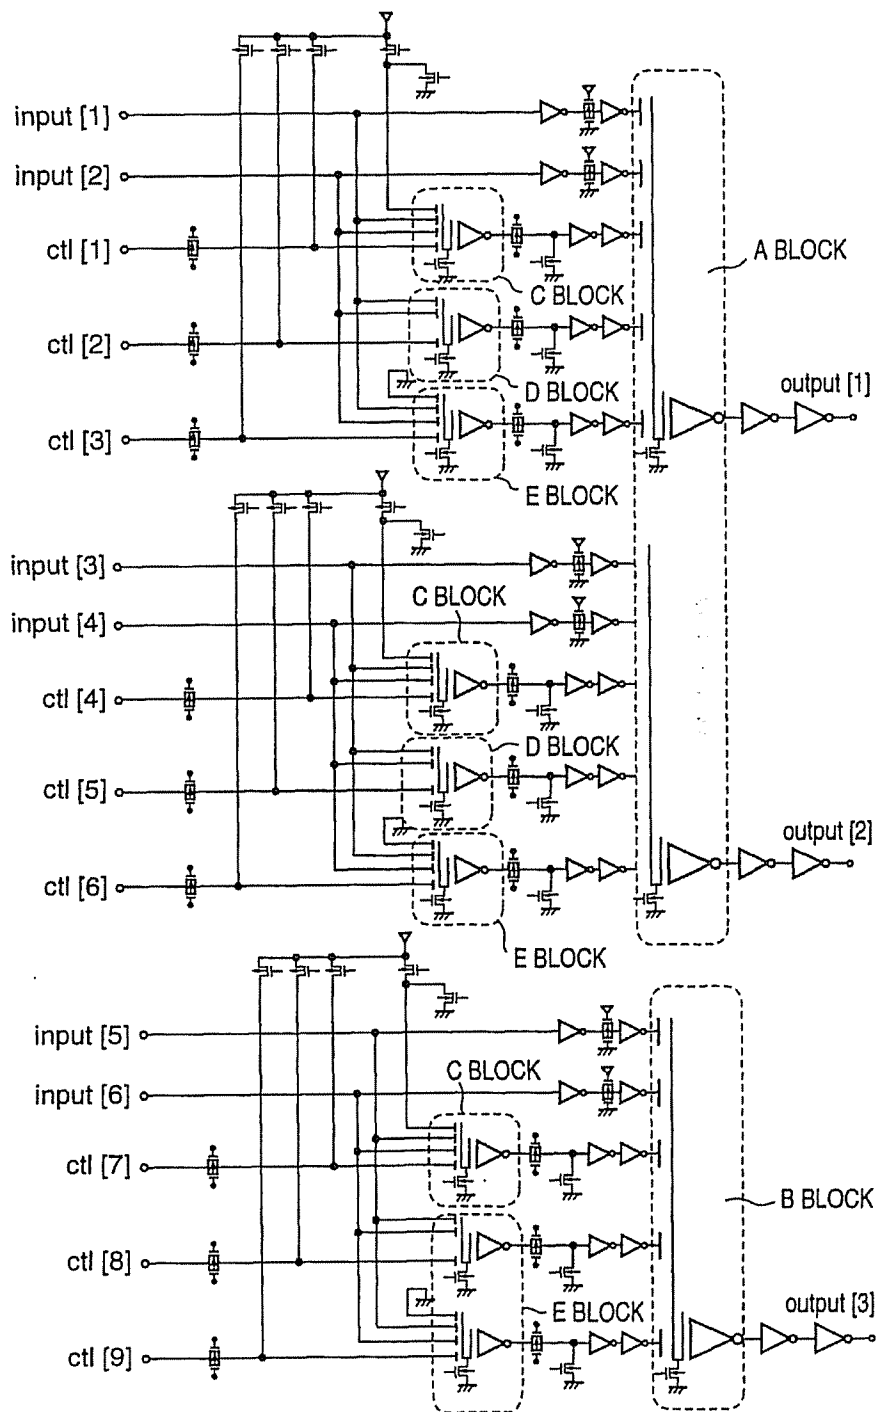 input [1]
input [2]
ctl [1]
A BLOCK
C BLOCK
ctl [2]
D BLOCK
output [1]
ctl [3]
E BLOCK
input [3]
C BLOCK
input [4]
ctl [4]
D BLOCK
ctl [5]
output [2]
ctl [6]
E BLOCK
input [5]
C BLOCK
input [6]
ctl [7]
B BLOCK
ctl [8]
output [3]
E BLOCK
ctl [9]